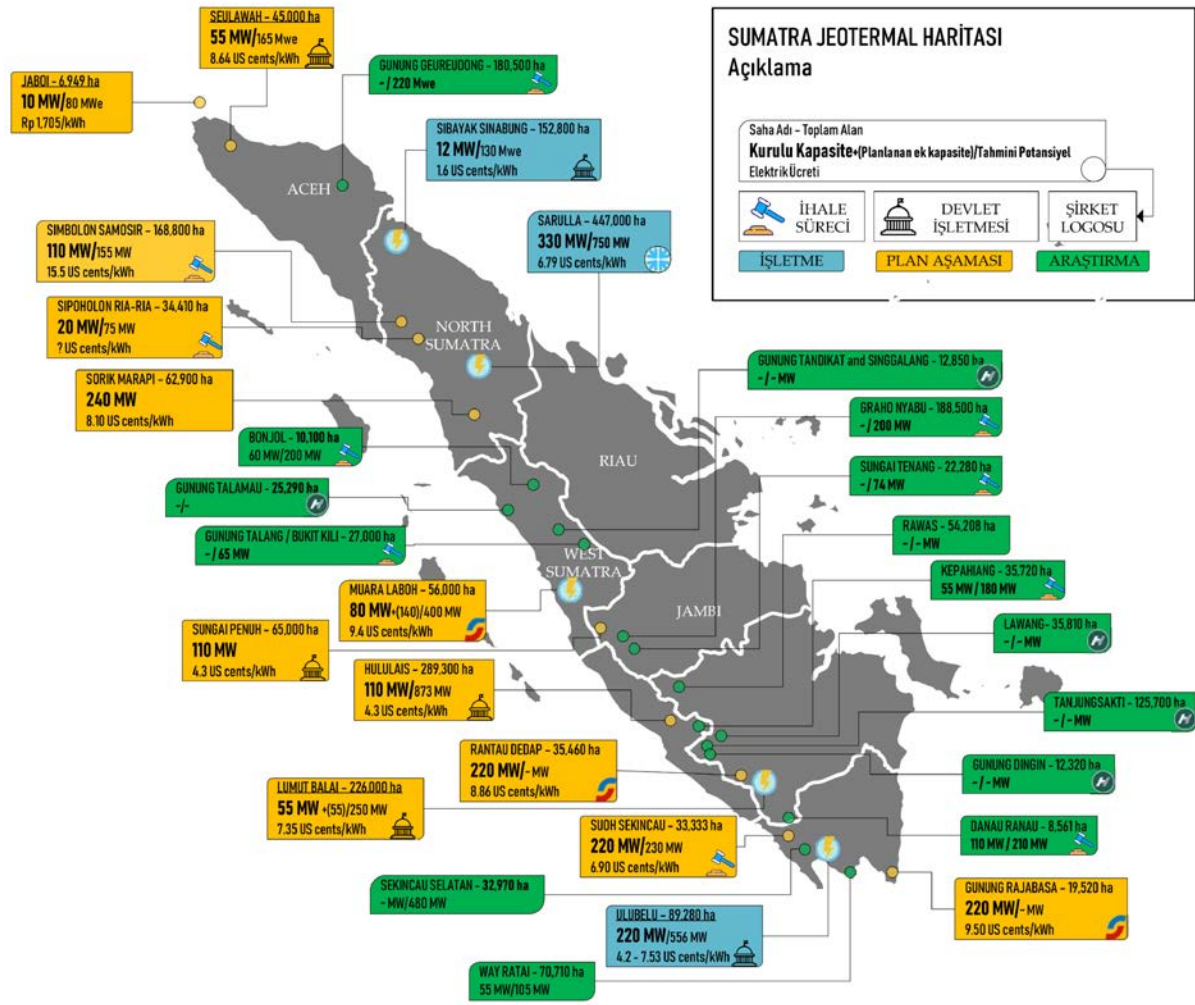 SEULAWAH - 45,000 ha
55 MW/165 Mwe
8.64 US cents/kWh
GUNUNG GEUREUDONG - 180,500 ha
- / 220 Mwe
JABOI - 6.949 ha
10 MW/80 MWe
Rp 1,705/kWh
SIBAYAK SINABUNG - 152,800 ha
12 MW/130 Mwe
1.6 US cents/kWh
SUMATRA JEOTERMAL HARİTASI
Açıklama
Saha Adı - Toplam Alan
Kurulu Kapasite+(Planlanan ek kapasite)/Tahmini Potansiyel
Elektrik Ücreti
İHALE
SÜRECİ
DEVLET
İŞLETMESİ
ŞİRKET
LOGOSU
İŞLETME
PLAN AŞAMASI
ARAŞTIRMA
ACEH
SARULLA - 447,000 ha
330 MW/750 MW
6.79 US cents/kWh
SIMBOLON SAMOSIR - 168,800 ha
110 MW/155 MW
15.5 US cents/kWh
SIPOHOLON RIA-RIA - 34,410 ha
20 MW/75 MW
? US cents/kWh
NORTH
SUMATRA
SORIK MARAPI - 62,900 ha
240 MW
8.10 US cents/kWh
GUNUNG TANDIKAT and SINGGALANG - 12,850 ha
- / - MW
GRAHO NYABU - 188,500 ha
- / 200 MW
BONJOL - 10,100 ha
60 MW/200 MW
RIAU
SUNGAI TENANG - 22,280 ha
- / 74 MW
GUNUNG TALAMAU - 25,290 ha
-/-
RAWAS - 54,208 ha
- / - MW
GUNUNG TALANG / BUKIT KILI - 27,000 ha
- / 65 MW
WEST
SUMATRA
KEPAHIANG - 35,720 ha
55 MW / 180 MW
MUARA LABOH - 56,000 ha
80 MW+(140)/400 MW
9.4 US cents/kWh
JAMBI
LAWANG - 35,810 ha
- / - MW
SUNGAI PENUH - 65,000 ha
110 MW
4.3 US cents/kWh
HULULAIS - 289,300 ha
110 MW/873 MW
4.3 US cents/kWh
TANJUNGSAKTI - 125,700 ha
- / - MW
RANTAU DEDAP - 35,460 ha
220 MW/- MW
8.86 US cents/kWh
GUNUNG DINGIN - 12,320 ha
- / - MW
LUMUT BALAI - 226,000 ha
55 MW +(55)/250 MW
7.35 US cents/kWh
SUOH SEKINCAU - 33,333 ha
220 MW/230 MW
6.90 US cents/kWh
DANAU RANAU - 8,561 ha
110 MW / 210 MW
SEKINCAU SELATAN - 32,970 ha
- MW/480 MW
GUNUNG RAJABASA - 19,520 ha
220 MW/- MW
9.50 US cents/kWh
ULUBELU - 89,280 ha
220 MW/556 MW
4.2 - 7.53 US cents/kWh
WAY RATAI - 70,710 ha
55 MW/105 MW